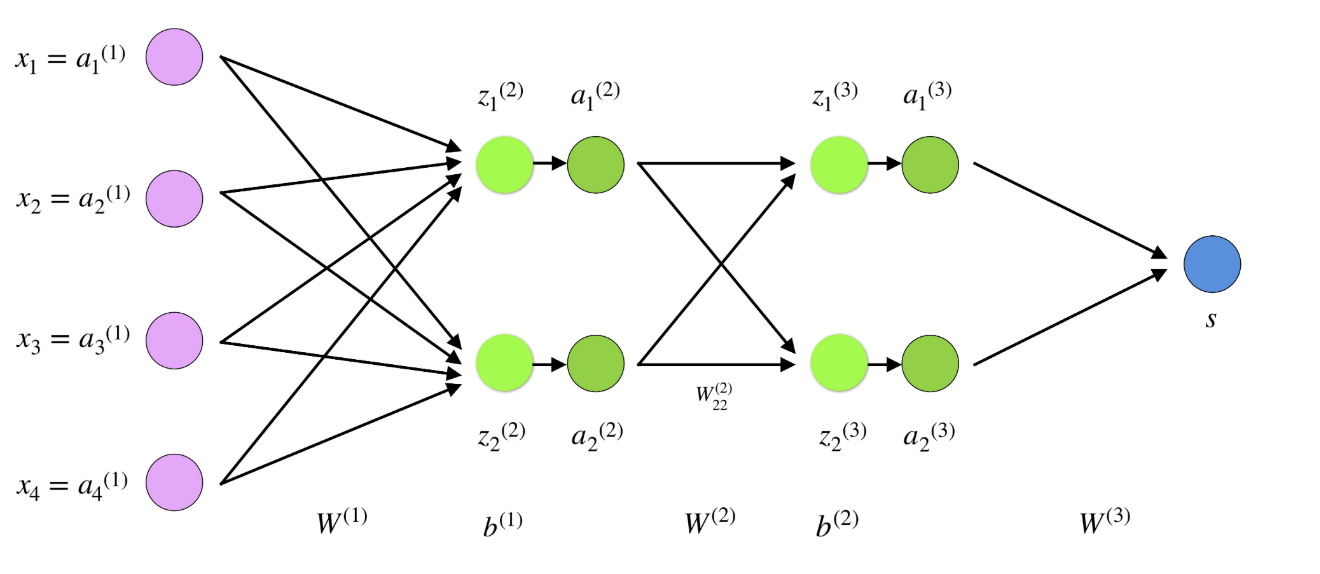 x₁ = a₁⁽¹⁾
z₁⁽²⁾ a₁⁽²⁾ z₁⁽³⁾ a₁⁽³⁾
x₂ = a₂⁽¹⁾
s
x₃ = a₃⁽¹⁾
W₂₂⁽²⁾
z₂⁽²⁾ a₂⁽²⁾ z₂⁽³⁾ a₂⁽³⁾
x₄ = a₄⁽¹⁾
W⁽¹⁾ b⁽¹⁾ W⁽²⁾ b⁽²⁾ W⁽³⁾